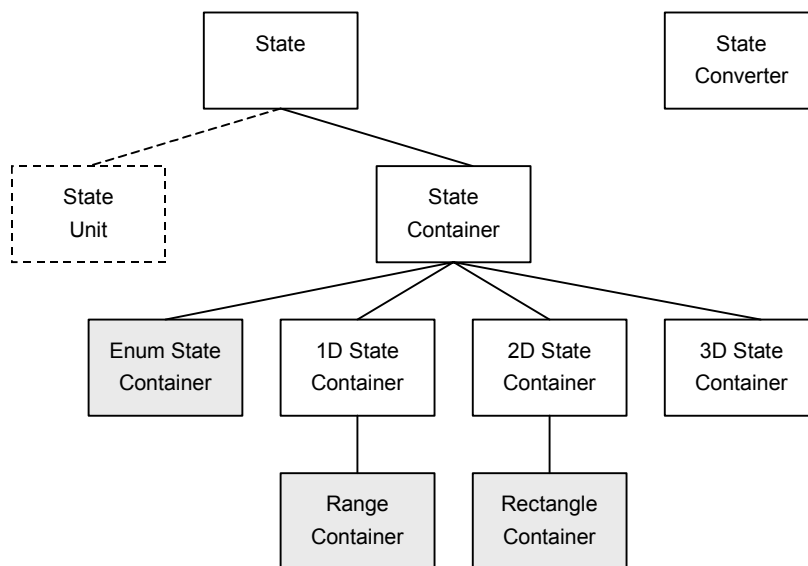 State
State
Converter
State
Unit
State
Container
Enum State
Container
1D State
Container
2D State
Container
3D State
Container
Range
Container
Rectangle
Container